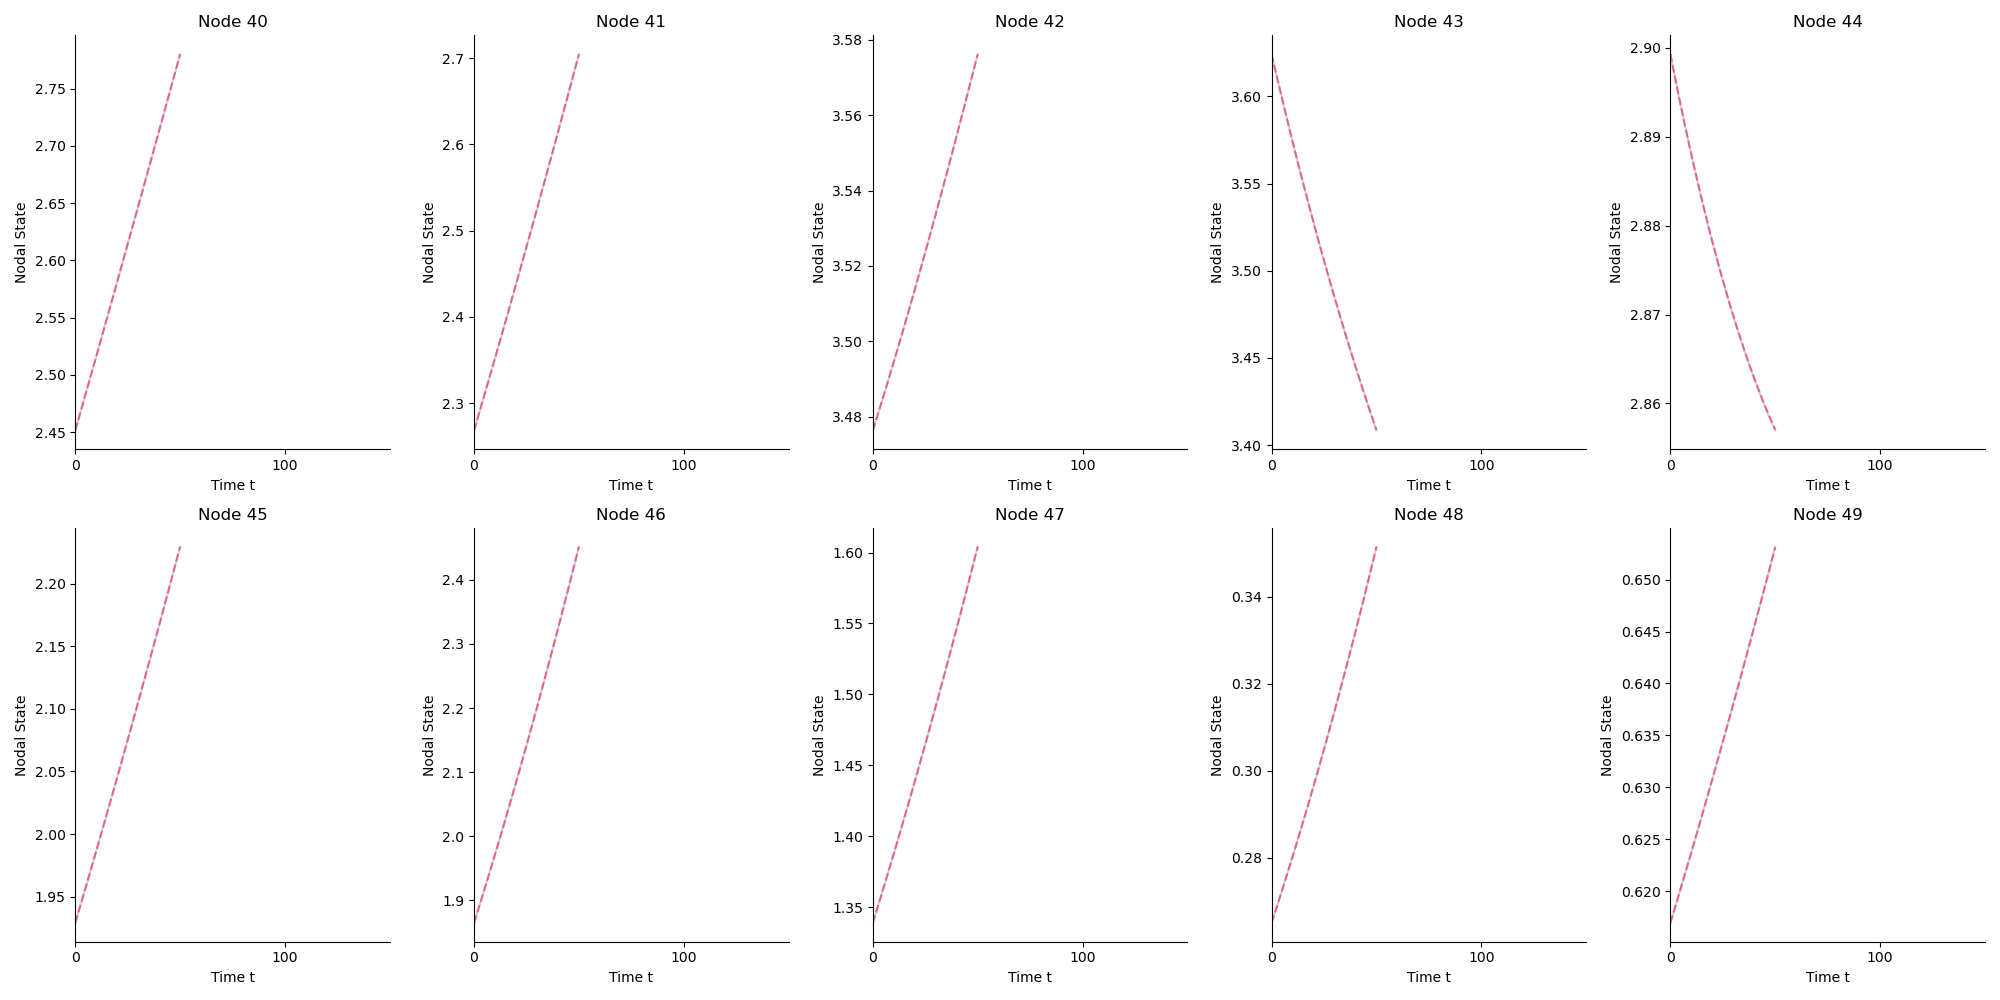 Node 40
Nodal State
2.75
2.70
2.65
2.60
2.55
2.50
2.45
0 100
Time t
Node 41
Nodal State
2.7
2.6
2.5
2.4
2.3
0 100
Time t
Node 42
Nodal State
3.58
3.56
3.54
3.52
3.50
3.48
0 100
Time t
Node 43
Nodal State
3.60
3.55
3.50
3.45
3.40
0 100
Time t
Node 44
Nodal State
2.90
2.89
2.88
2.87
2.86
0 100
Time t
Node 45
Nodal State
2.20
2.15
2.10
2.05
2.00
1.95
0 100
Time t
Node 46
Nodal State
2.4
2.3
2.2
2.1
2.0
1.9
0 100
Time t
Node 47
Nodal State
1.60
1.55
1.50
1.45
1.40
1.35
0 100
Time t
Node 48
Nodal State
0.34
0.32
0.30
0.28
0 100
Time t
Node 49
Nodal State
0.650
0.645
0.640
0.635
0.630
0.625
0.620
0 100
Time t